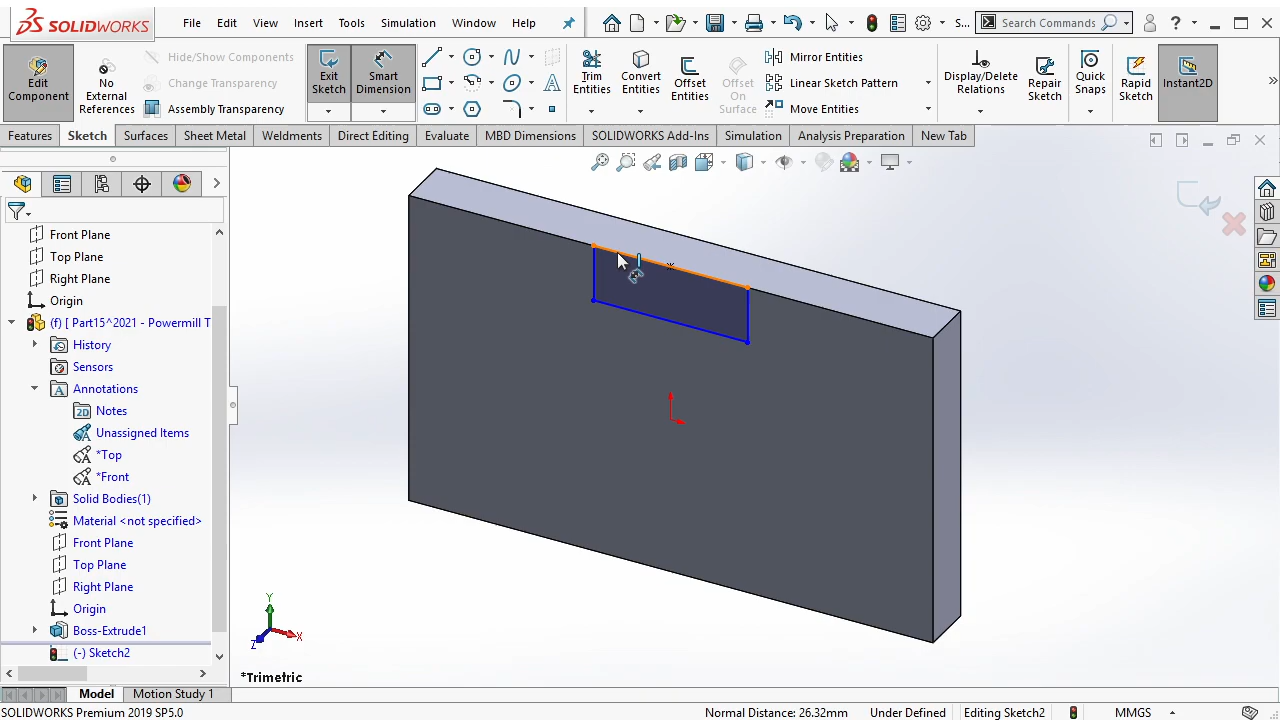 SOLIDWORKS File Edit View Insert Tools Simulation Window Help S... Search Commands ?
Edit Component
No External References
Hide/Show Components
Change Transparency
Assembly Transparency
Exit Sketch
Smart Dimension
Trim Entities
Convert Entities
Offset Entities
Offset On Surface
Mirror Entities
Linear Sketch Pattern
Move Entities
Display/Delete Relations
Repair Sketch
Quick Snaps
Rapid Sketch
Instant2D
Features Sketch Surfaces Sheet Metal Weldments Direct Editing Evaluate MBD Dimensions SOLIDWORKS Add-Ins Simulation Analysis Preparation New Tab
Front Plane
Top Plane
Right Plane
Origin
(f) [ Part15^2021 - Powermill T
History
Sensors
Annotations
Notes
Unassigned Items
*Top
*Front
Solid Bodies(1)
Material <not specified>
Front Plane
Top Plane
Right Plane
Origin
Boss-Extrude1
(-) Sketch2
Y
X
Z
*Trimetric
Model Motion Study 1
SOLIDWORKS Premium 2019 SP5.0 Normal Distance: 26.32mm Under Defined Editing Sketch2 MMGS